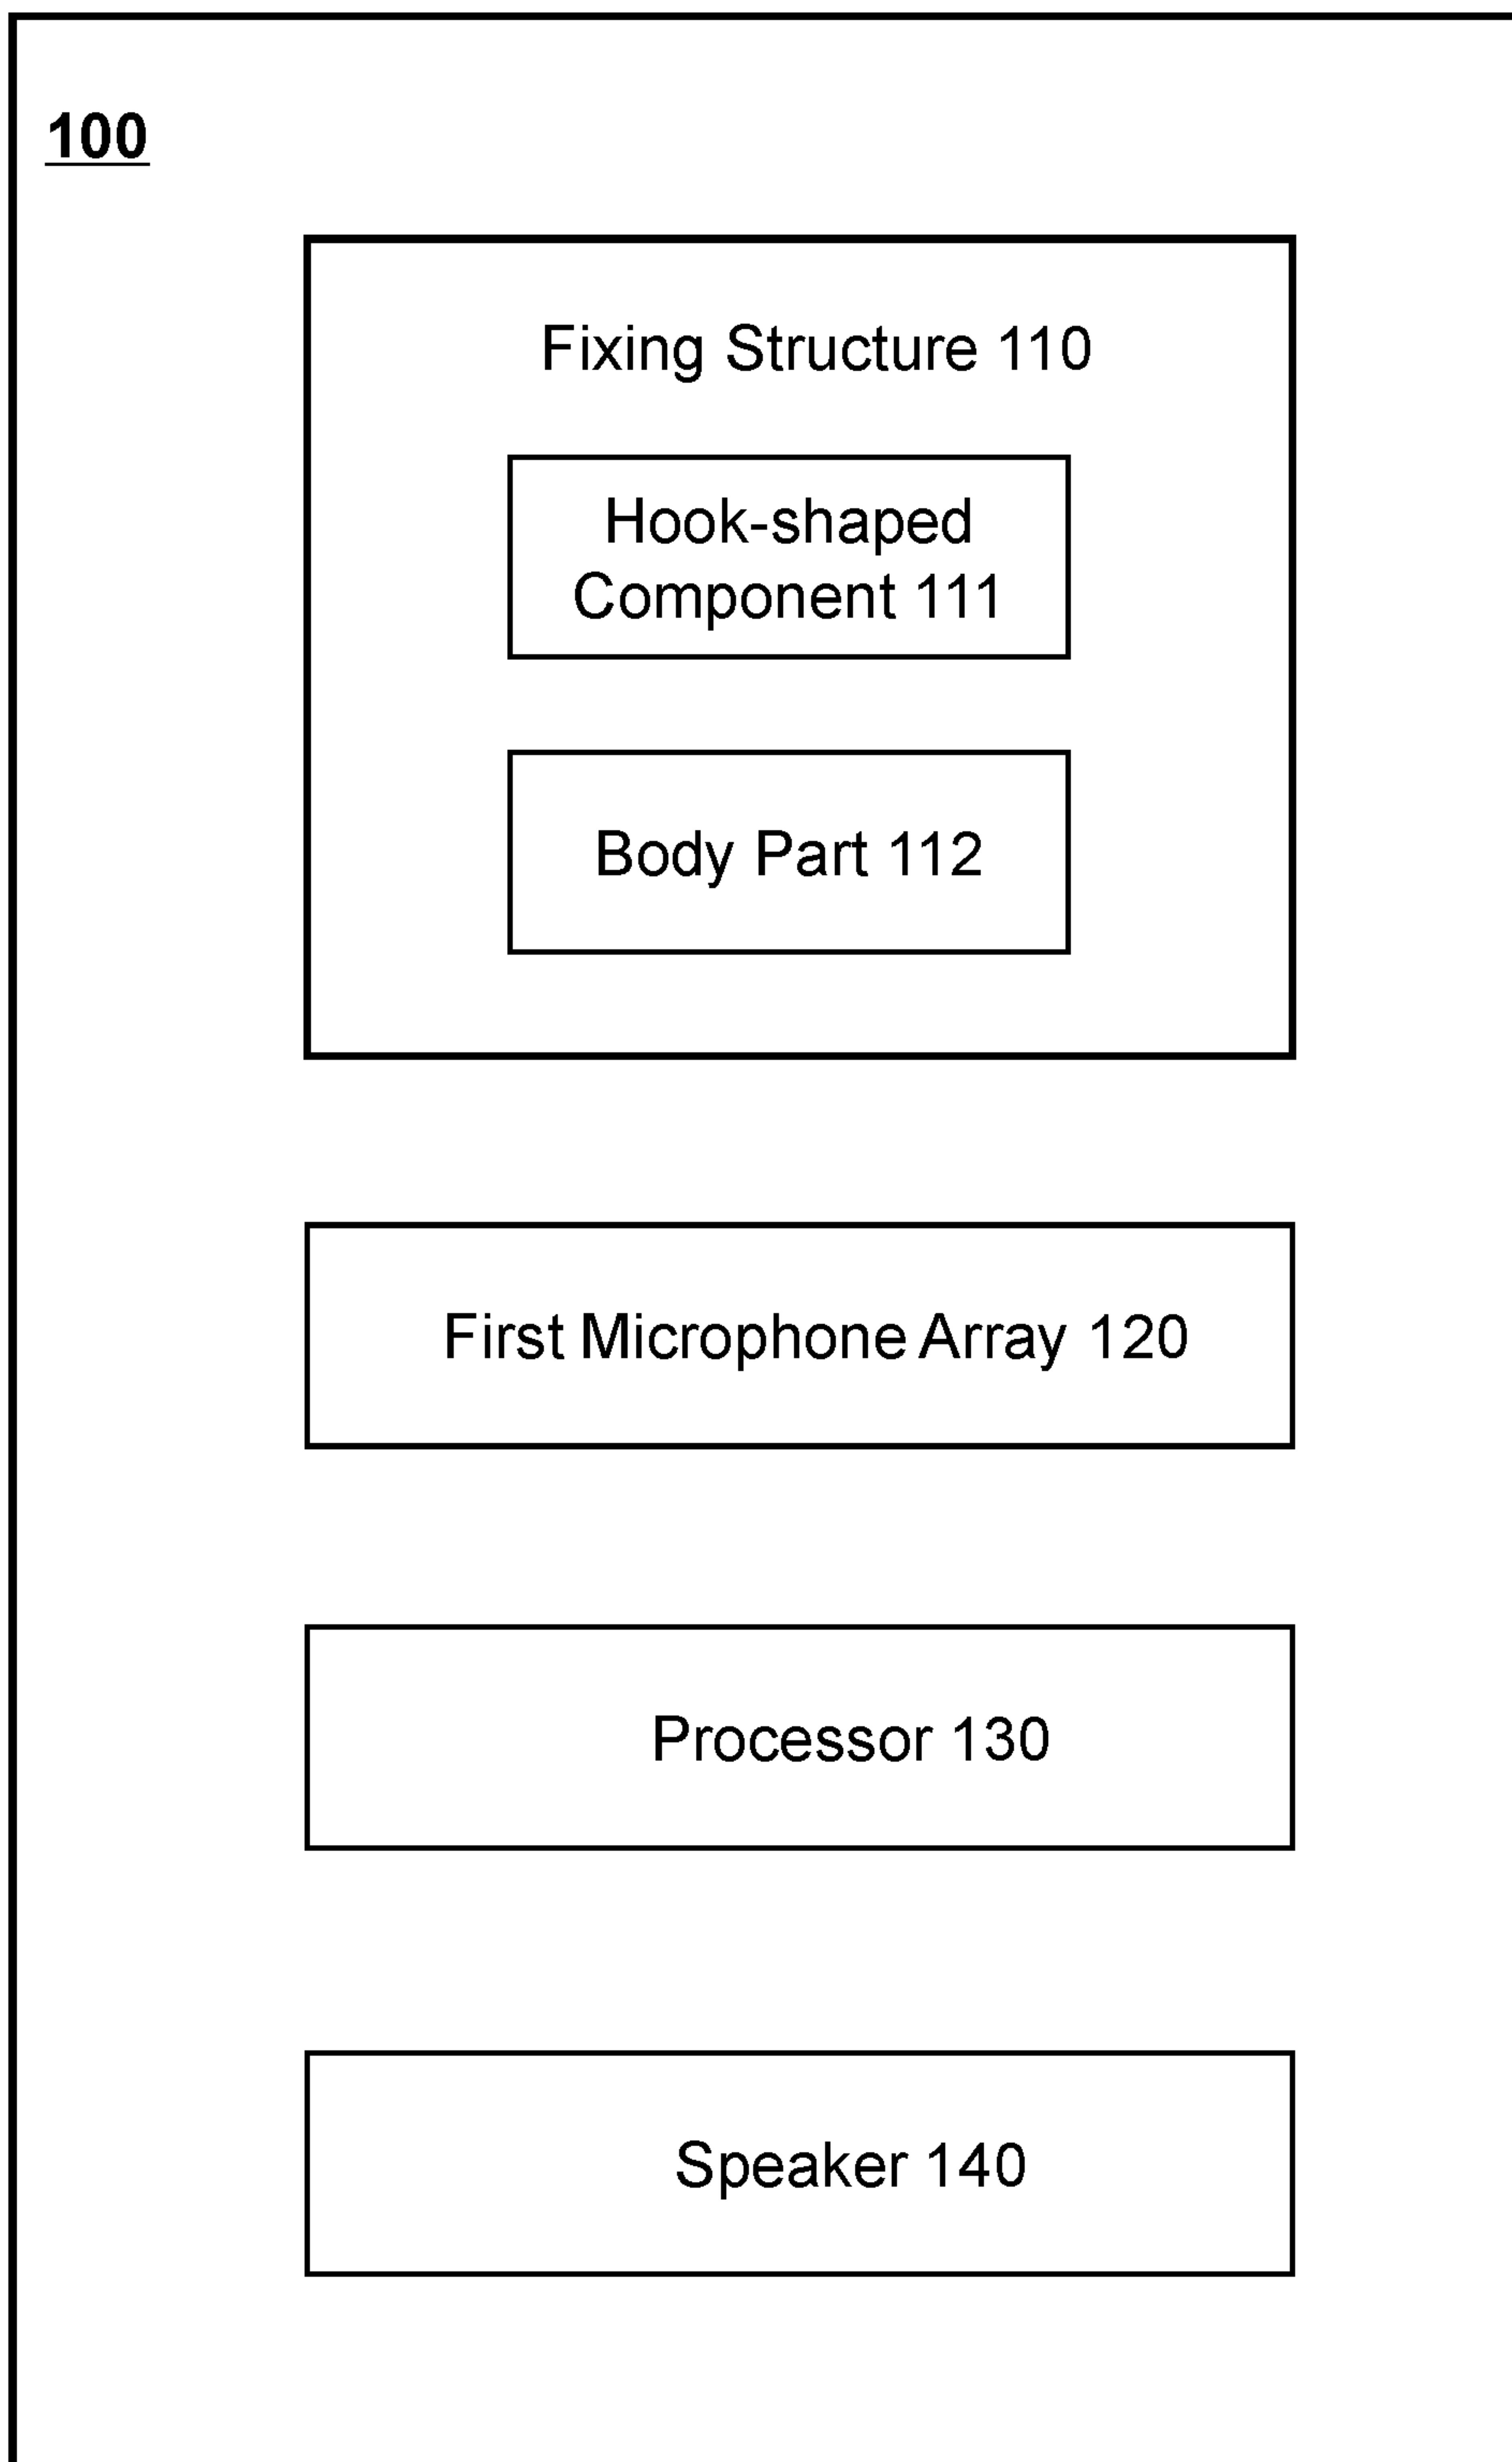 100
Fixing Structure 110
Hook-shaped
Component 111
Body Part 112
First Microphone Array 120
Processor 130
Speaker 140